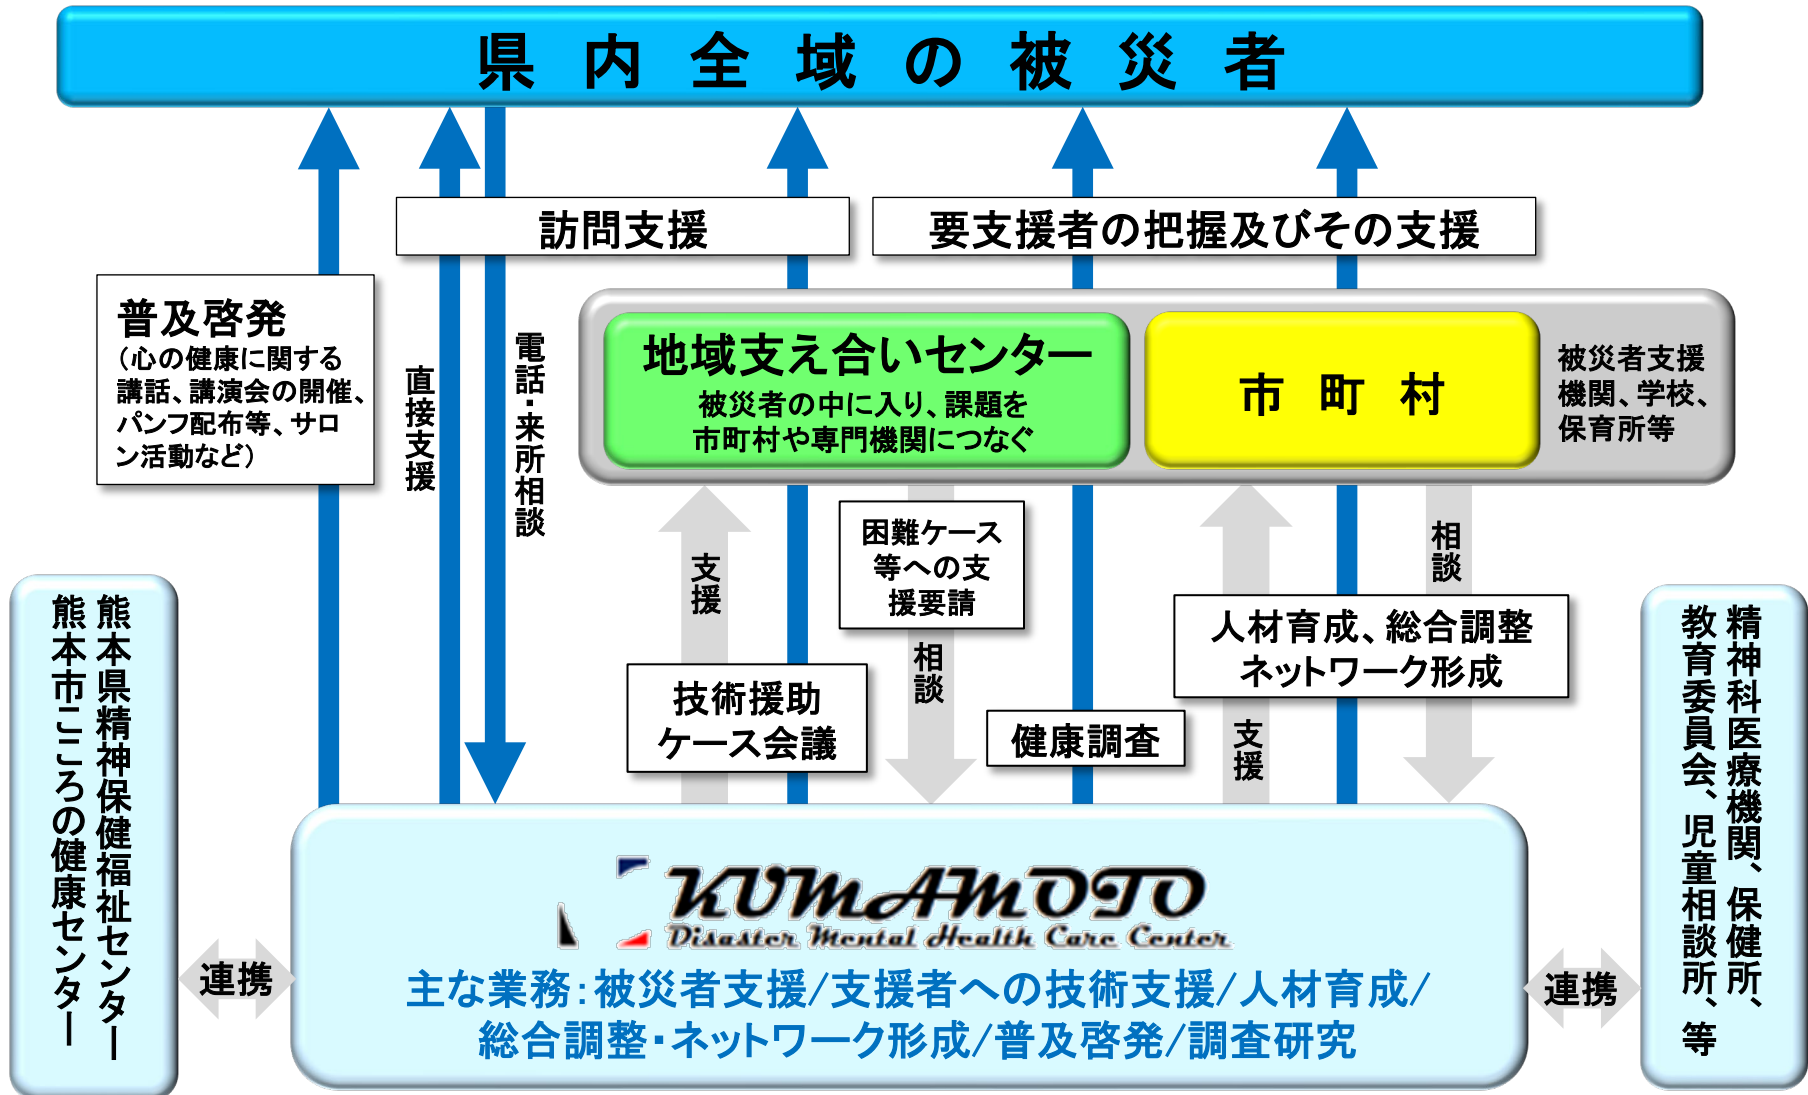 県内全域の被災者
訪問支援
要支援者の把握及びその支援
普及啓発
（心の健康に関する
講話、講演会の開催、
パンフ配布等、サロ
ン活動など）
直接支援
電話・来所相談
地域支え合いセンター
被災者の中に入り、課題を
市町村や専門機関につなぐ
市町村
被災者支援
機関、学校、
保育所等
支援
困難ケース
等への支
援要請
相談
技術援助
ケース会議
健康調査
相談
人材育成、総合調整
ネットワーク形成
支援
熊本県精神保健福祉センター
熊本市こころの健康センター
連携
KUMAMOTO
Disaster Mental Health Care Center
主な業務：被災者支援/支援者への技術支援/人材育成/
総合調整・ネットワーク形成/普及啓発/調査研究
連携
精神科医療機関、保健所、
教育委員会、児童相談所、等